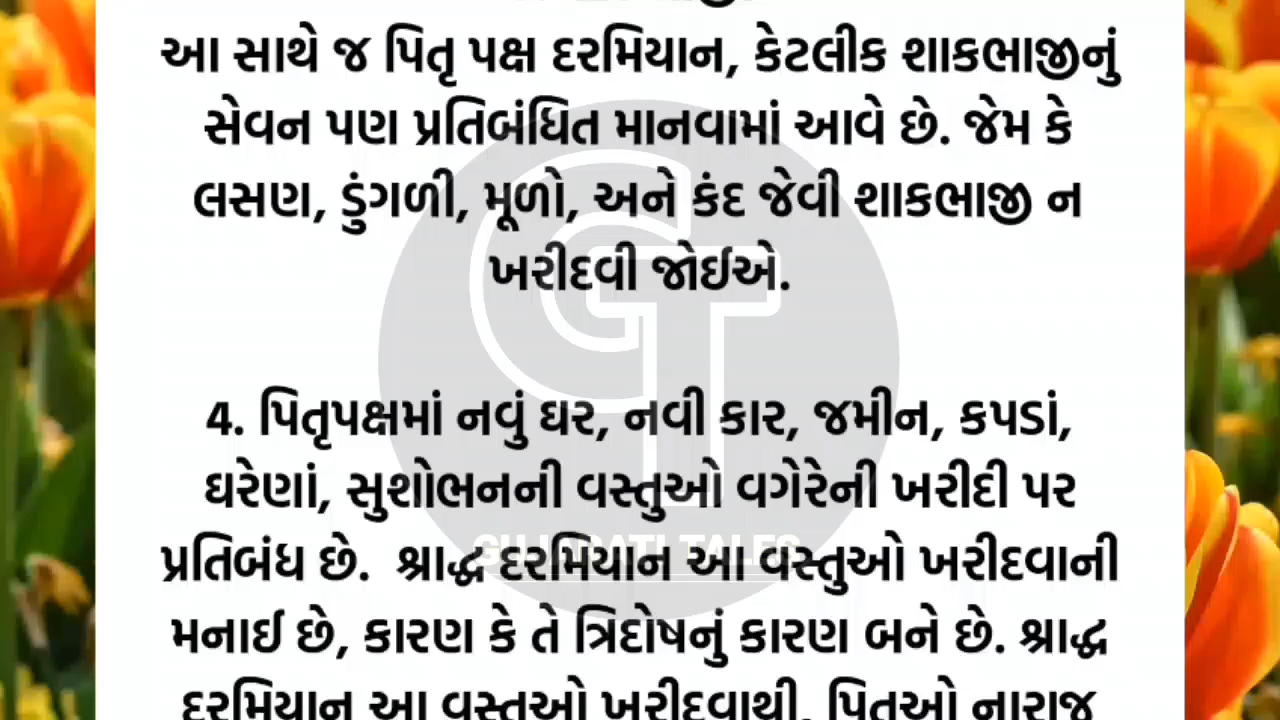 આ સાથે જ પિતૃ પક્ષ દરમિયાન, કેટલીક શાકભાજીનું
સેવન પણ પ્રતિબંધિત માનવામાં આવે છે. જેમ કે
લસણ, ડુંગળી, મૂળો, અને કંદ જેવી શાકભાજી ન
ખરીદવી જોઈએ.
4. પિતૃપક્ષમાં નવું ઘર, નવી કાર, જમીન, કપડાં,
ઘરેણાં, સુશોભનની વસ્તુઓ વગેરેની ખરીદી પર
પ્રતિબંધ છે. શ્રાદ્ધ દરમિયાન આ વસ્તુઓ ખરીદવાની
GUJARATI TALES
મનાઈ છે, કારણ કે તે ત્રિદોષનું કારણ બને છે. શ્રાદ્ધ
દરમિયાન આ વસ્તુઓ ખરીદવાથી, પિતૃઓ નારાજ